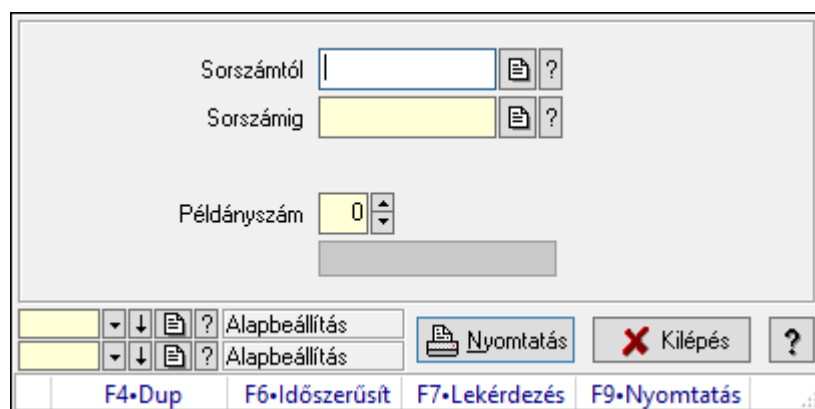 Sorszámtól ?
Sorszámig ?
Példányszám 0
? Alapbeállítás
? Alapbeállítás
Nyomtatás Kilépés ?
F4•Dup F6•Időszerűsít F7•Lekérdezés F9•Nyomtatás